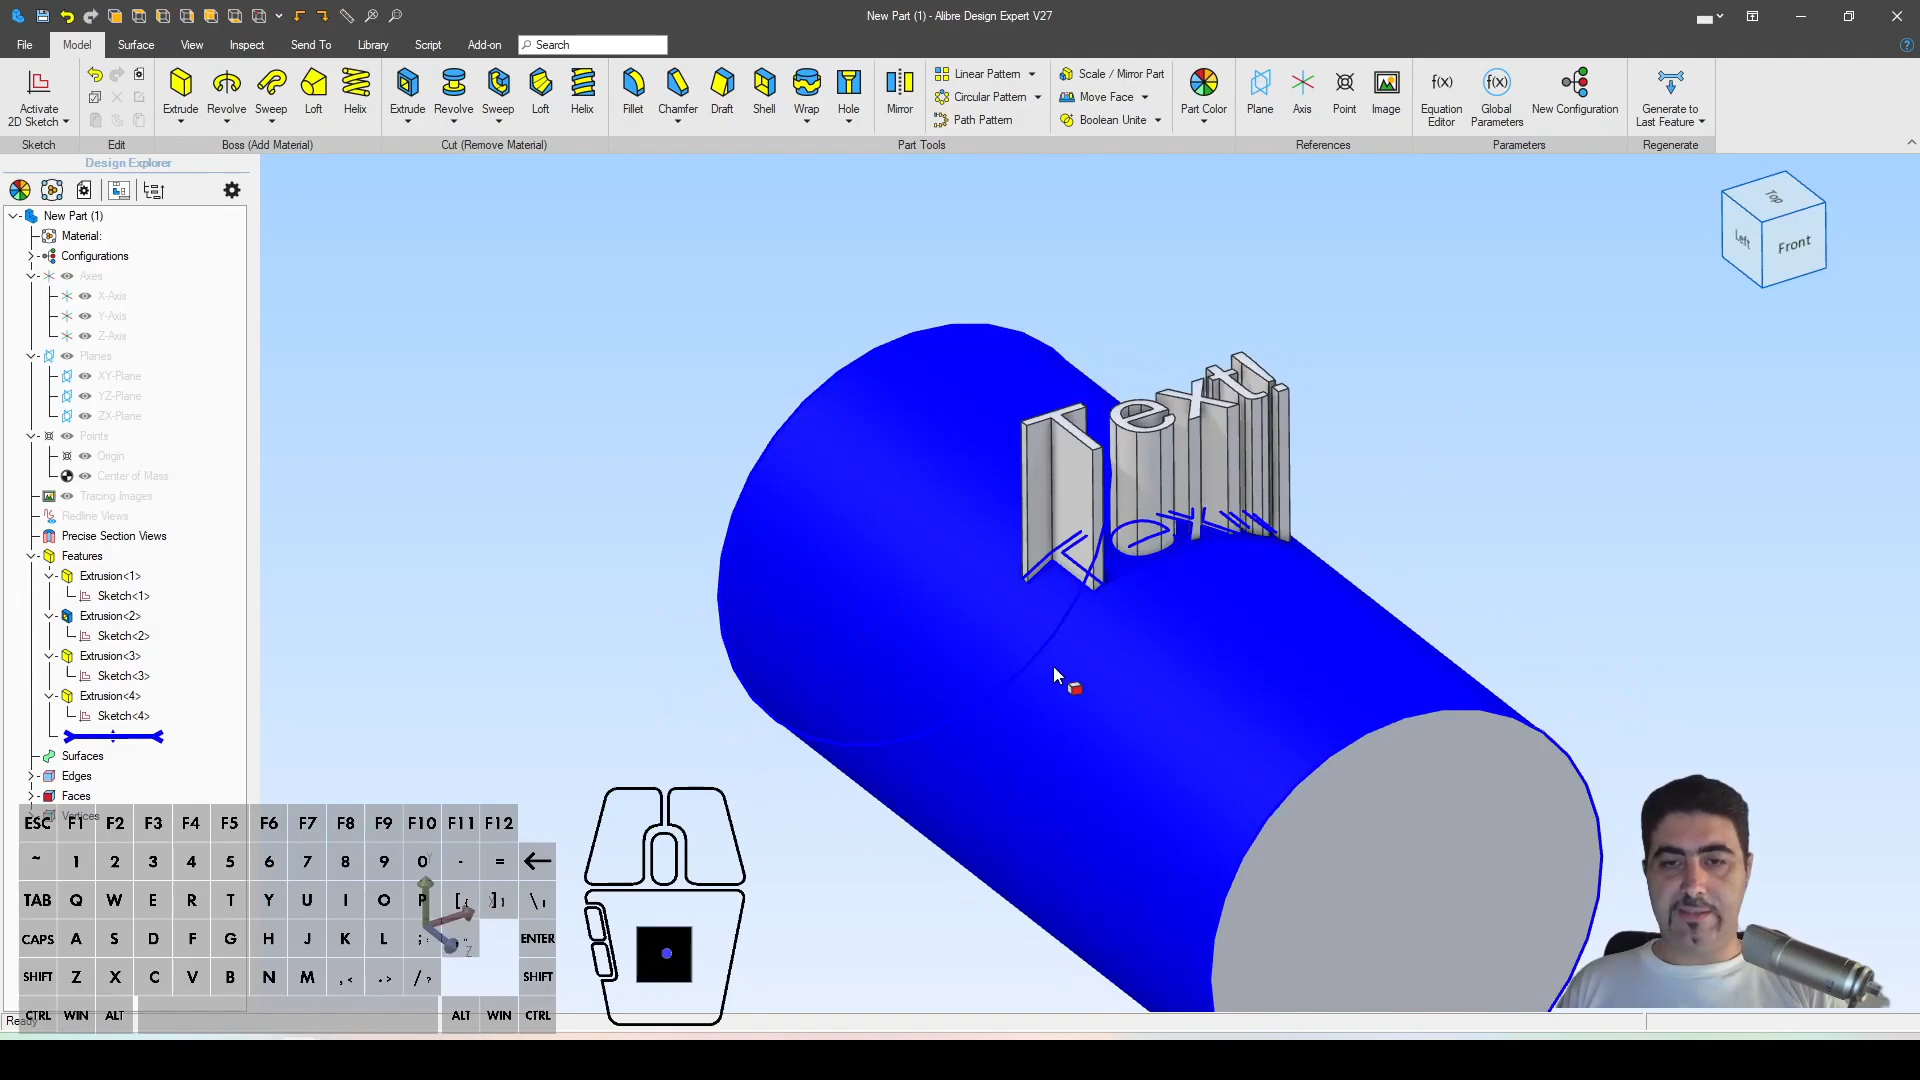 New Part (1) - Alibre Design Expert V27
File Model Surface View Inspect Send To Library Script Add-on Search
Activate
2D Sketch
Extrude Revolve Sweep Loft Helix
Extrude Revolve Sweep Loft Helix
Fillet Chamfer Draft Shell Wrap Hole Mirror
Linear Pattern
Circular Pattern
Path Pattern
Scale / Mirror Part
Move Face
Boolean Unite
Part Color
Plane Axis Point Image
Equation
Editor
Global
Parameters
New Configuration
Generate to
Last Feature
Sketch Edit Boss (Add Material) Cut (Remove Material) Part Tools References Parameters Regenerate
Design Explorer
New Part (1)
Material:
Configurations
Axes
X-Axis
Y-Axis
Z-Axis
Planes
XY-Plane
YZ-Plane
ZX-Plane
Points
Origin
Center of Mass
Tracing Images
Redline Views
Precise Section Views
Features
Extrusion<1>
Sketch<1>
Extrusion<2>
Sketch<2>
Extrusion<3>
Sketch<3>
Extrusion<4>
Sketch<4>
Surfaces
Edges
Faces
Vertices
Top
Left Front
Text
ESC F1 F2 F3 F4 F5 F6 F7 F8 F9 F10 F11 F12
~ 1 2 3 4 5 6 7 8 9 0 - =
TAB Q W E R T Y U I O P [{ ]} \
CAPS A S D F G H J K L ; ENTER
SHIFT Z X C V B N M ,< .> /? SHIFT
CTRL WIN ALT ALT WIN CTRL
Ready
Z